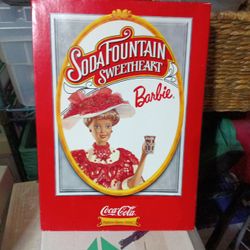 SODA FOUNTAIN
SWEETHEART
Barbie
Coca-Cola